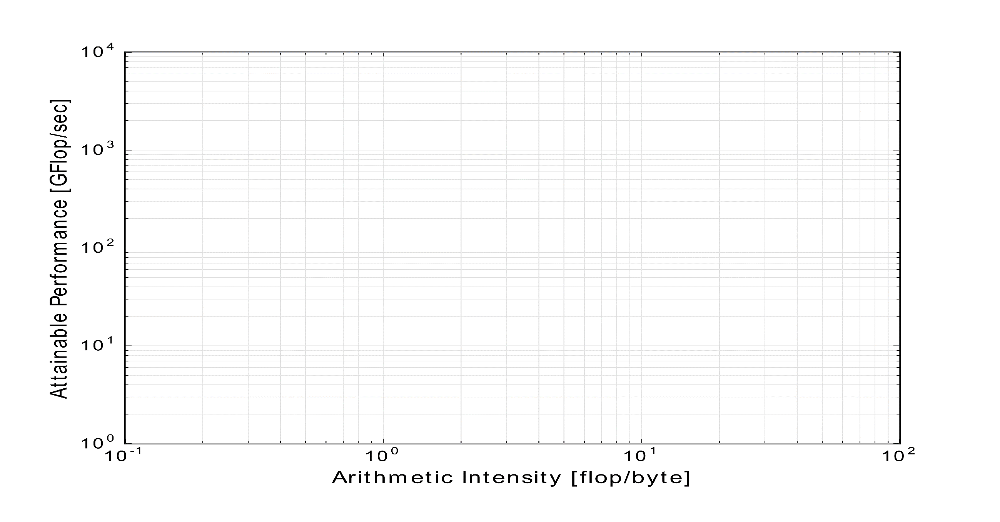 10^4
10^3
10^2
10^1
10^0
Attainable Performance [GFlop/sec]
10^-1 10^0 10^1 10^2
Arithmetic Intensity [flop/byte]